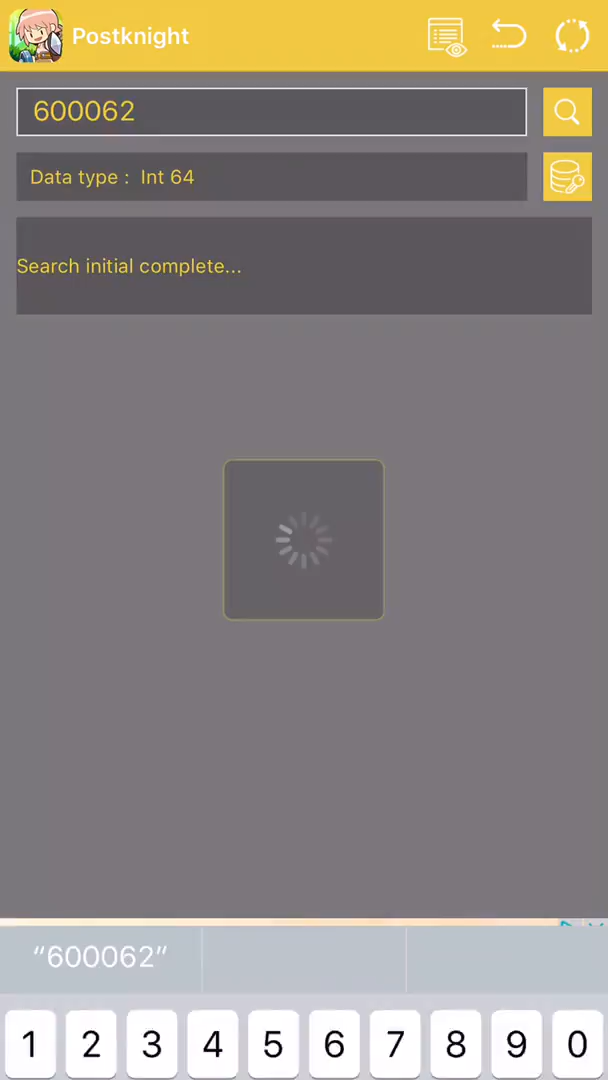 Postknight
600062
Data type : Int 64
Search initial complete...
“600062”
1 2 3 4 5 6 7 8 9 0